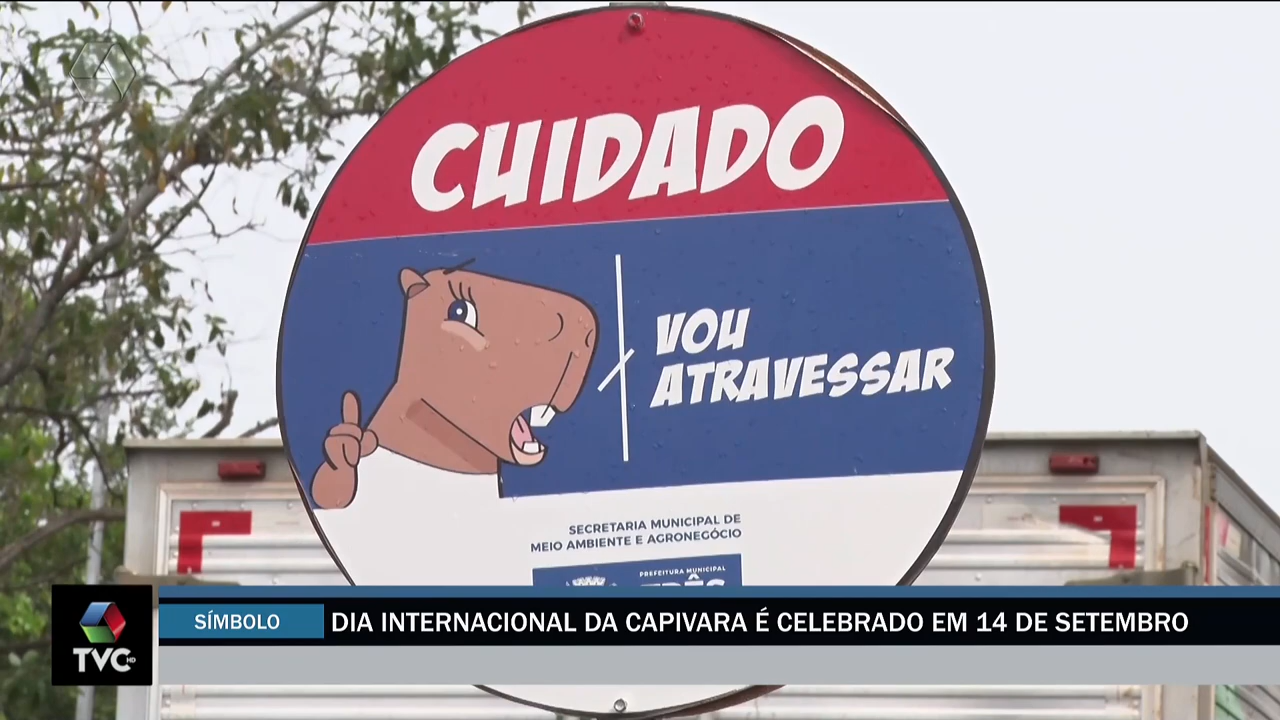 CUIDADO
VOU
ATRAVESSAR
SECRETARIA MUNICIPAL DE
MEIO AMBIENTE E AGRONEGÓCIO
PREFEITURA MUNICIPAL
TRÊS
SÍMBOLO
DIA INTERNACIONAL DA CAPIVARA É CELEBRADO EM 14 DE SETEMBRO
TVC HD